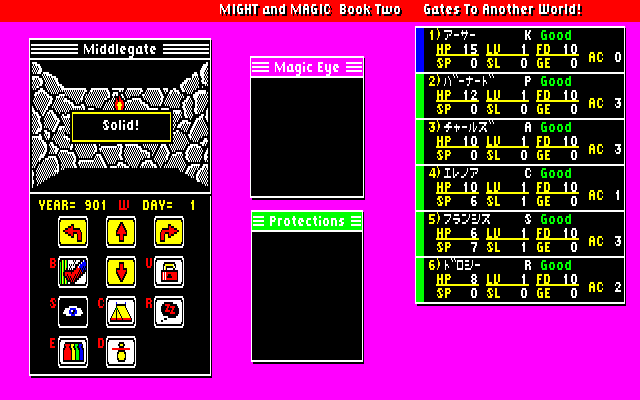 MIGHT and MAGIC Book Two Gates To Another World!
Middlegate
Solid!
YEAR= 901 W DAY= 1
B
U
S
C
R
E
D
Magic Eye
Protections
1) アーサー K Good
HP 15 LV 1 FD 10
SP 0 SL 0 GE 0 AC 0
2) バーナード P Good
HP 12 LV 1 FD 10
SP 0 SL 0 GE 0 AC 3
3) チャールズ A Good
HP 10 LV 1 FD 10
SP 0 SL 0 GE 0 AC 3
4) エレノア C Good
HP 10 LV 1 FD 10
SP 6 SL 1 GE 0 AC 1
5) フランシス S Good
HP 6 LV 1 FD 10
SP 7 SL 1 GE 0 AC 3
6) ドロシー R Good
HP 8 LV 1 FD 10
SP 0 SL 0 GE 0 AC 2